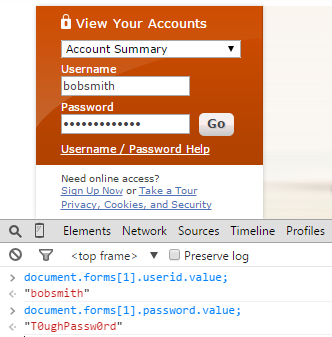 View Your Accounts
Account Summary
Username
bobsmith
Password
•••••••••••••
Go
Username / Password Help
Need online access?
Sign Up Now or Take a Tour
Privacy, Cookies, and Security
Elements Network Sources Timeline Profiles
<top frame> Preserve log
document.forms[1].userid.value;
"bobsmith"
document.forms[1].password.value;
"T0ughPassw0rd"